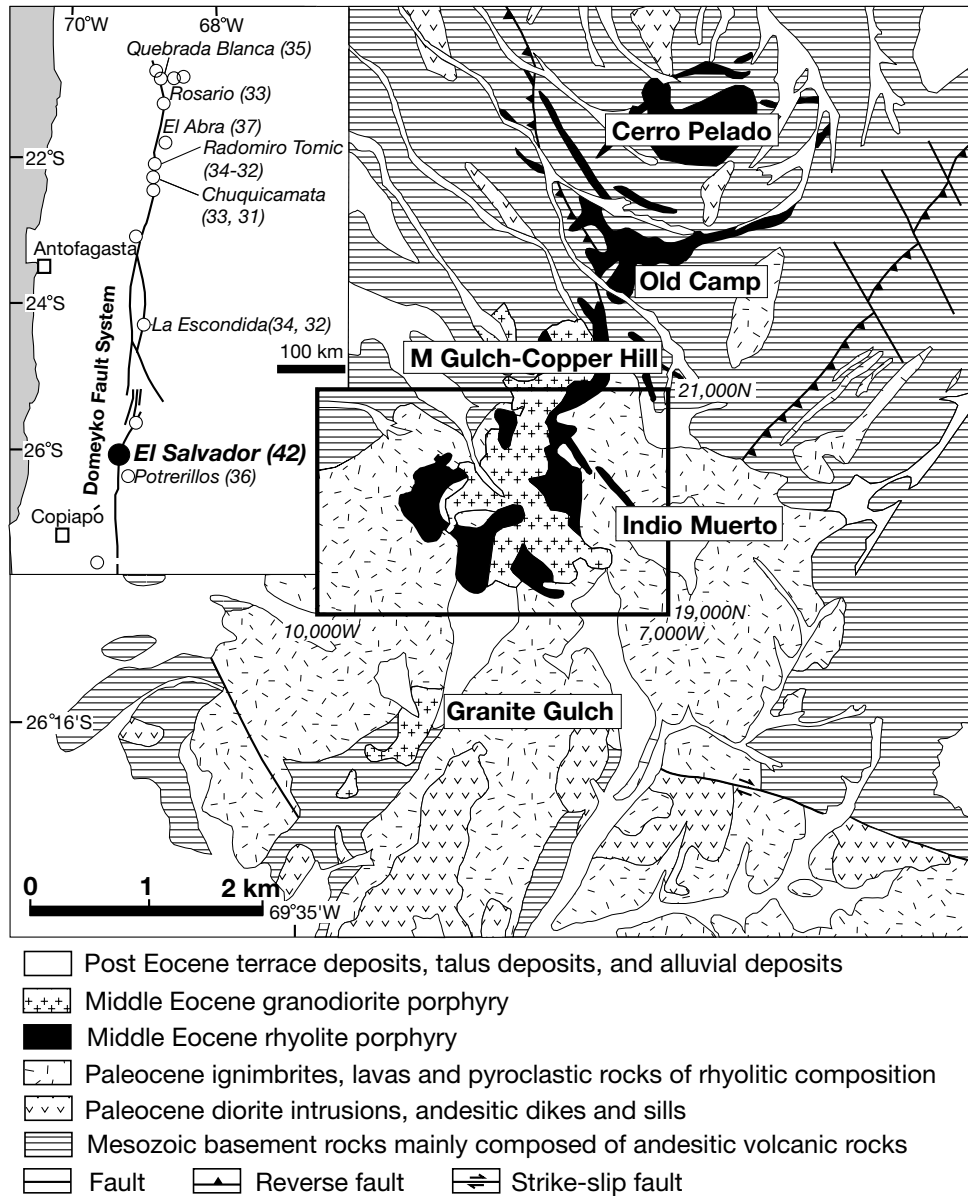 70°W
68°W
Quebrada Blanca (35)
Rosario (33)
El Abra (37)
22°S
Radomiro Tomic
(34-32)
Chuquicamata
(33, 31)
Antofagasta
24°S
La Escondida(34, 32)
100 km
Domeyko Fault System
26°S
El Salvador (42)
Potrerillos (36)
Copiapo
Cerro Pelado
Old Camp
M Gulch-Copper Hill
21,000N
Indio Muerto
10,000W
19,000N
7,000W
26°16'S
Granite Gulch
0 1 2 km
69°35'W
Post Eocene terrace deposits, talus deposits, and alluvial deposits
Middle Eocene granodiorite porphyry
Middle Eocene rhyolite porphyry
Paleocene ignimbrites, lavas and pyroclastic rocks of rhyolitic composition
Paleocene diorite intrusions, andesitic dikes and sills
Mesozoic basement rocks mainly composed of andesitic volcanic rocks
Fault Reverse fault Strike-slip fault